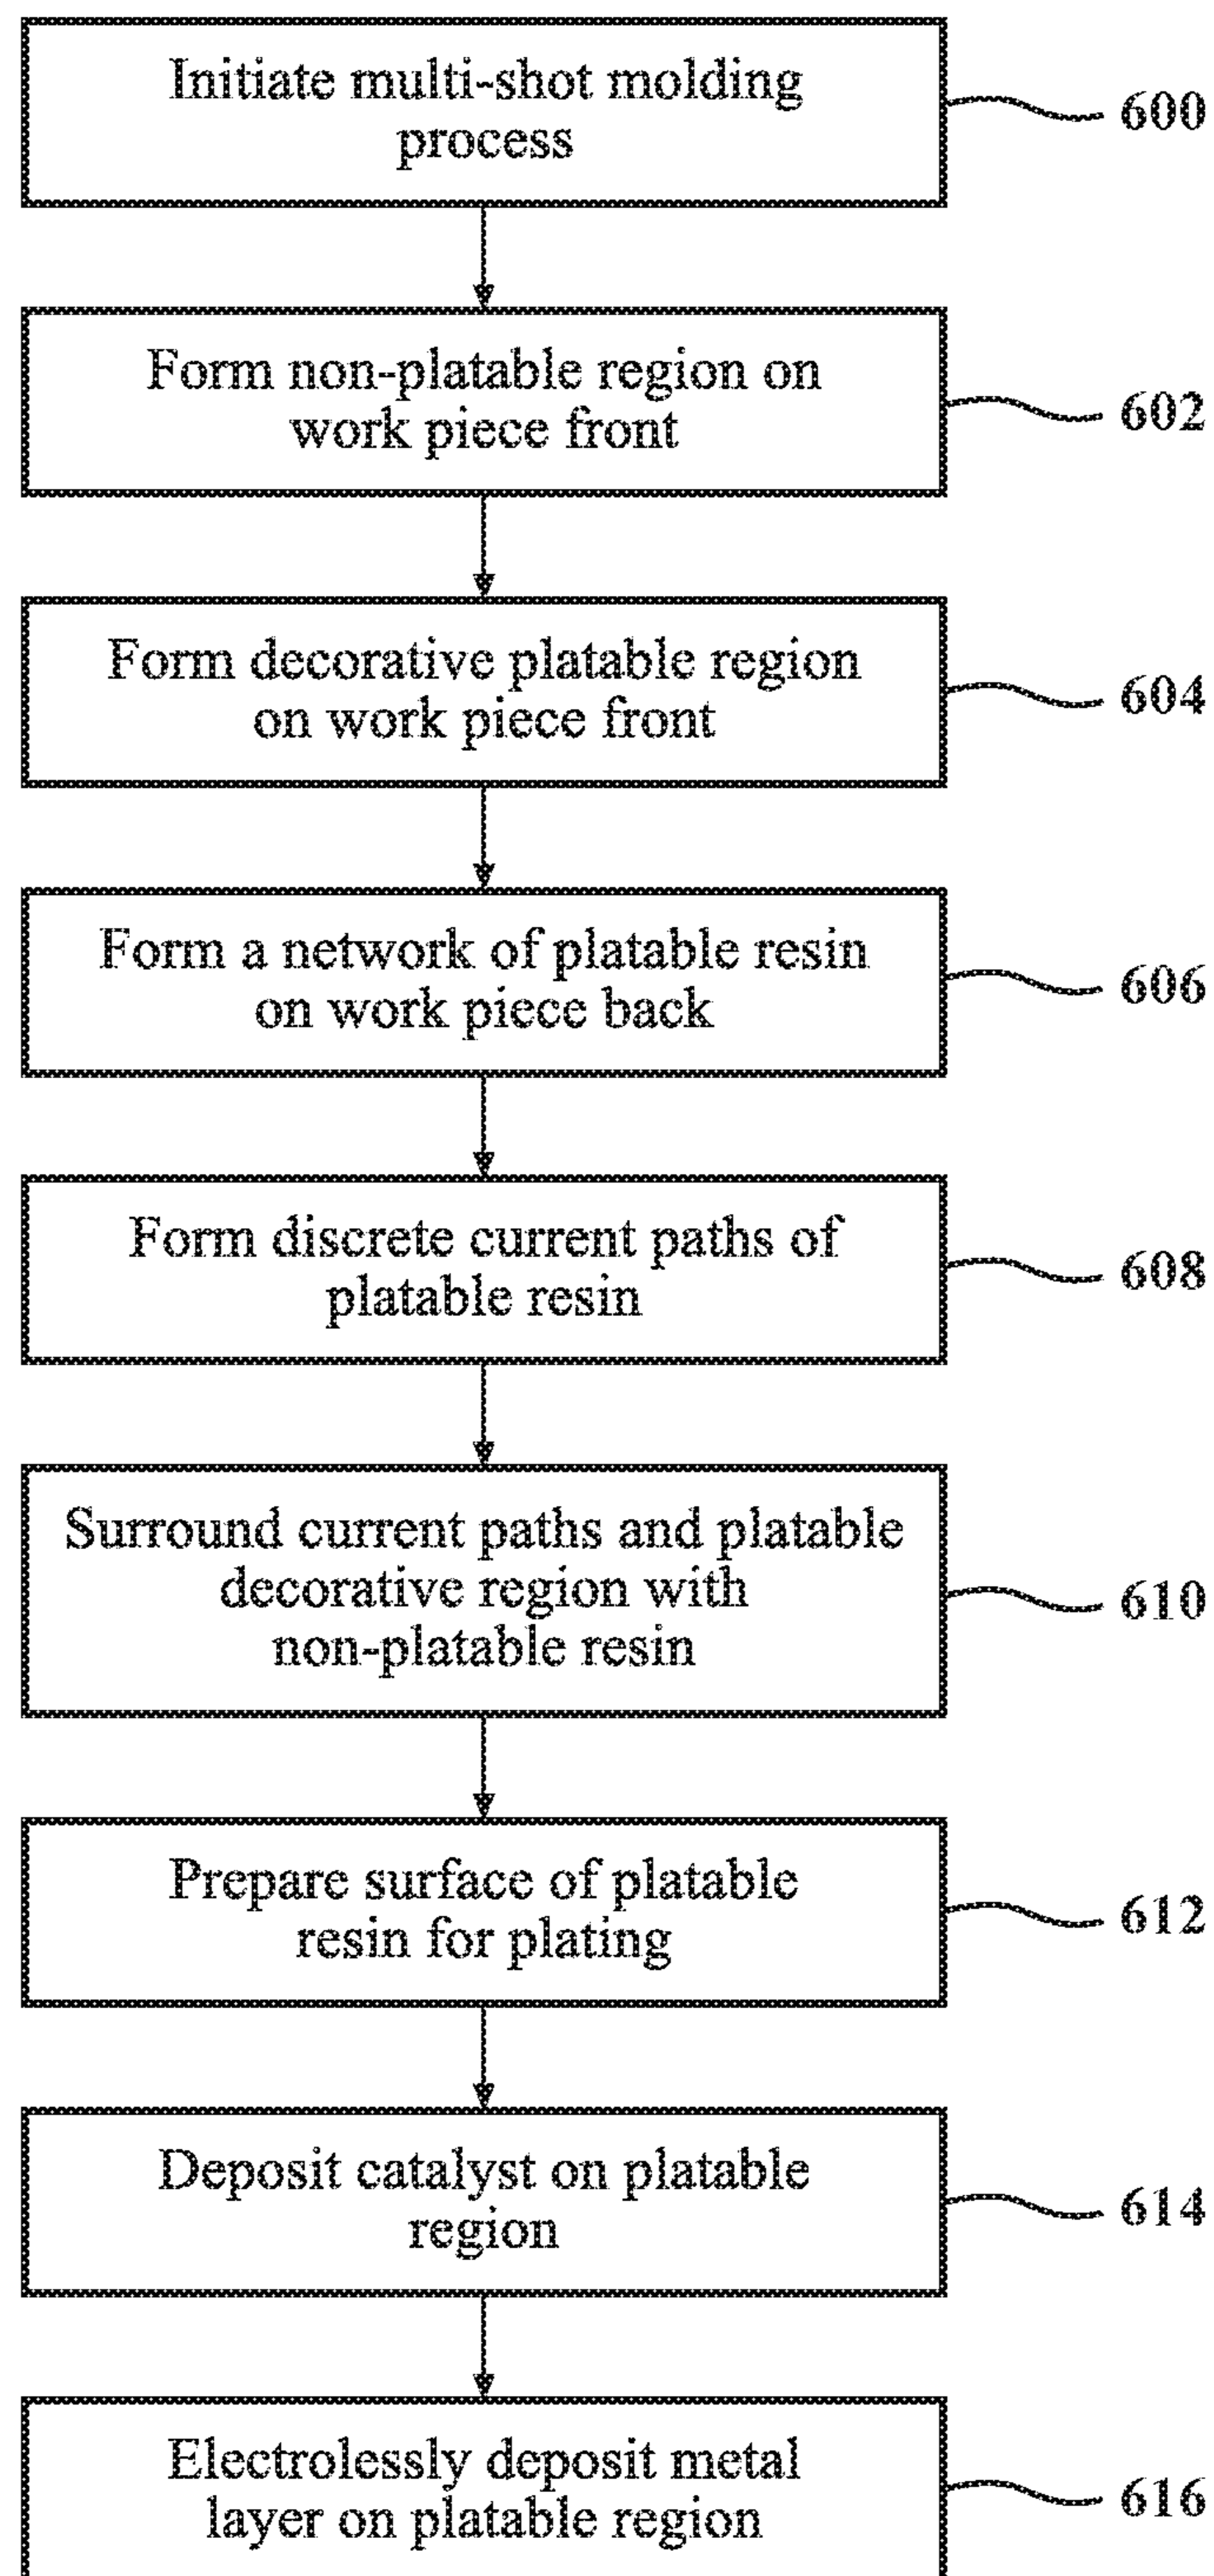 Initiate multi-shot molding
process
600
Form non-platable region on
work piece front
602
Form decorative platable region
on work piece front
604
Form a network of platable resin
on work piece back
606
Form discrete current paths of
platable resin
608
Surround current paths and platable
decorative region with
non-platable resin
610
Prepare surface of platable
resin for plating
612
Deposit catalyst on platable
region
614
Electrolessly deposit metal
layer on platable region
616